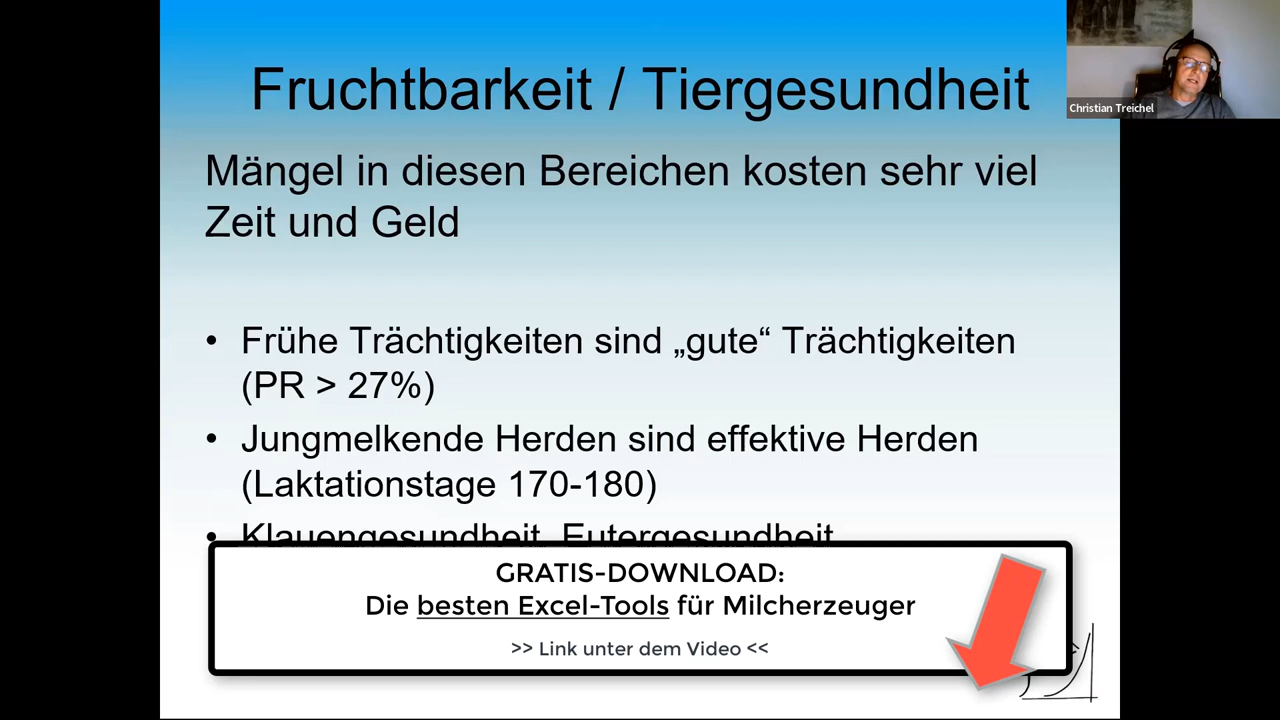 Fruchtbarkeit / Tiergesundheit
Christian Treichel
Mängel in diesen Bereichen kosten sehr viel
Zeit und Geld
• Frühe Trächtigkeiten sind „gute“ Trächtigkeiten
(PR > 27%)
• Jungmelkende Herden sind effektive Herden
(Laktationstage 170-180)
• Klauengesundheit, Eutergesundheit
GRATIS-DOWNLOAD:
Die besten Excel-Tools für Milcherzeuger
>> Link unter dem Video <<